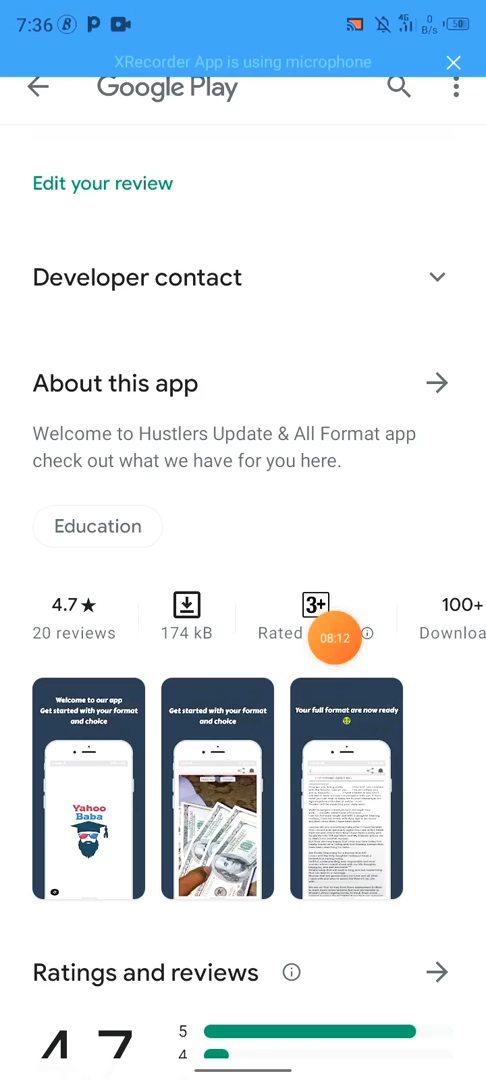 7:36
4G
0
B/s
50
XRecorder App is using microphone
Google Play
Edit your review
Developer contact
About this app
Welcome to Hustlers Update & All Format app
check out what we have for you here.
Education
4.7★
20 reviews
174 kB
3+
Rated
08:12
100+
Downloa
Welcome to our app
Get started with your format
and choice
Yahoo
Baba
Get started with your format
and choice
Your full format are now ready
Ratings and reviews
4.7
5
4